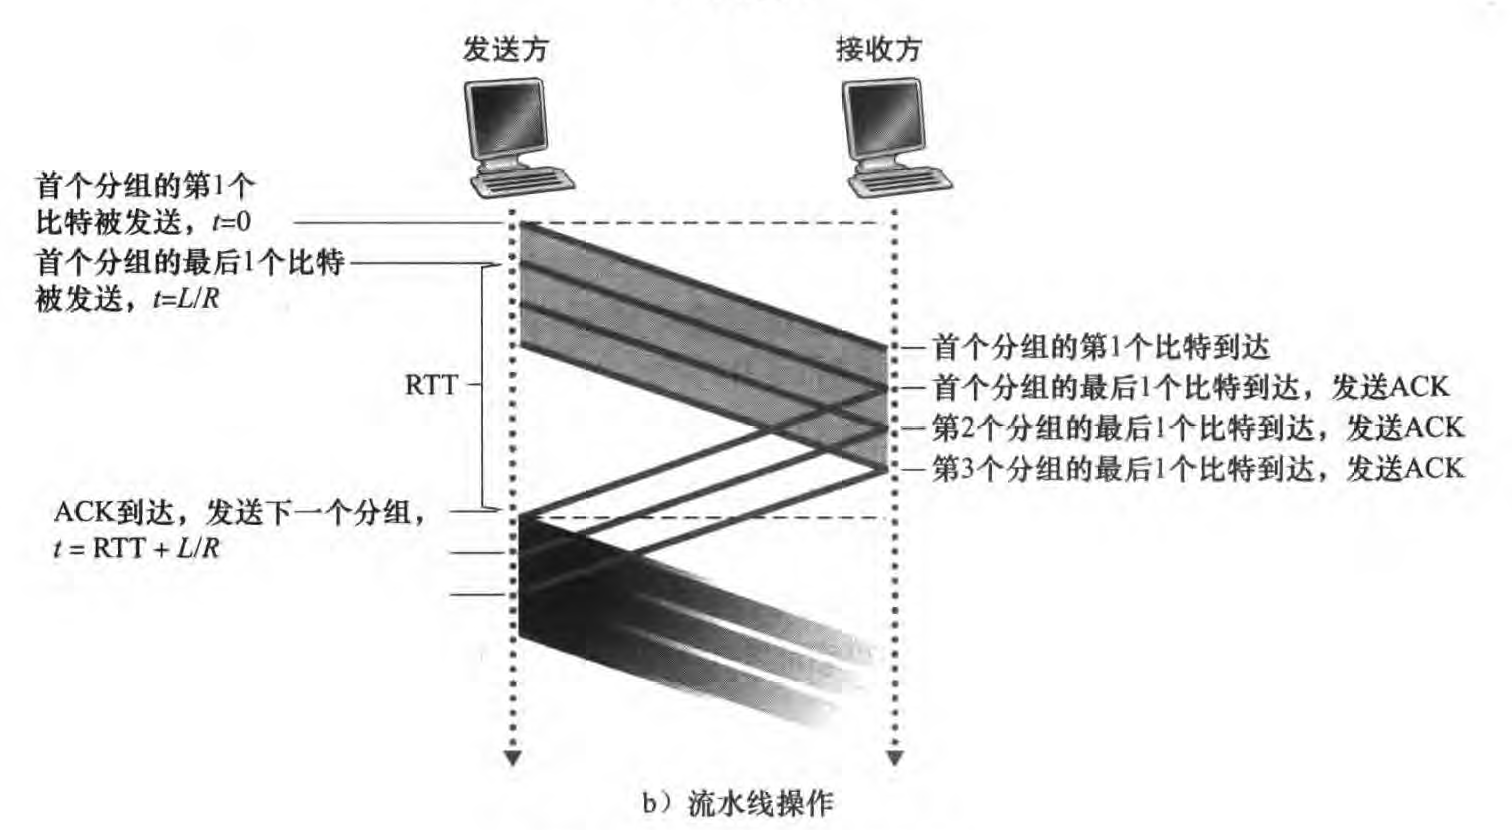 发送方
接收方
首个分组的第1个
比特被发送，t=0
首个分组的最后1个比特
被发送，t=L/R
首个分组的第1个比特到达
RTT
首个分组的最后1个比特到达，发送ACK
第2个分组的最后1个比特到达，发送ACK
第3个分组的最后1个比特到达，发送ACK
ACK到达，发送下一个分组，
t = RTT + L/R
b）流水线操作